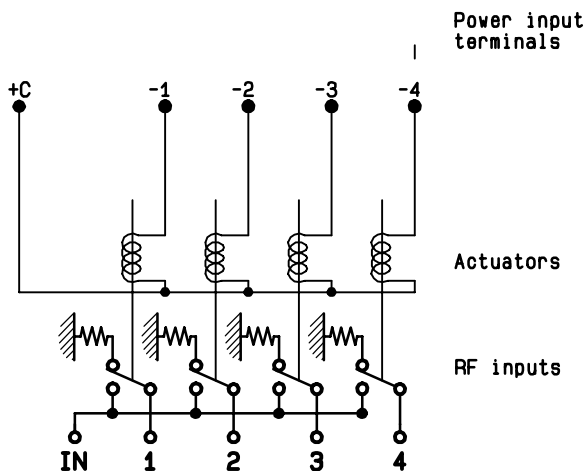 Power input
terminals
+C -1 -2 -3 -4
Actuators
RF inputs
IN 1 2 3 4